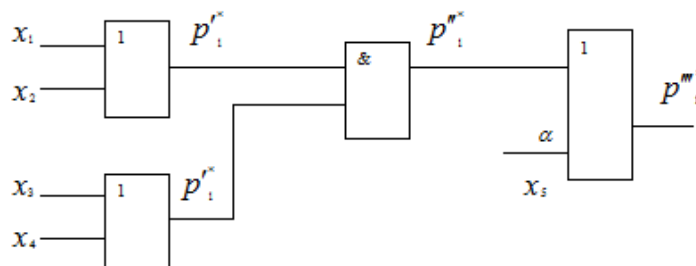 x₁
x₂
1
p′₁*
&
p″₁*
1
α
x₅
p‴₁
x₃
x₄
1
p′₁*